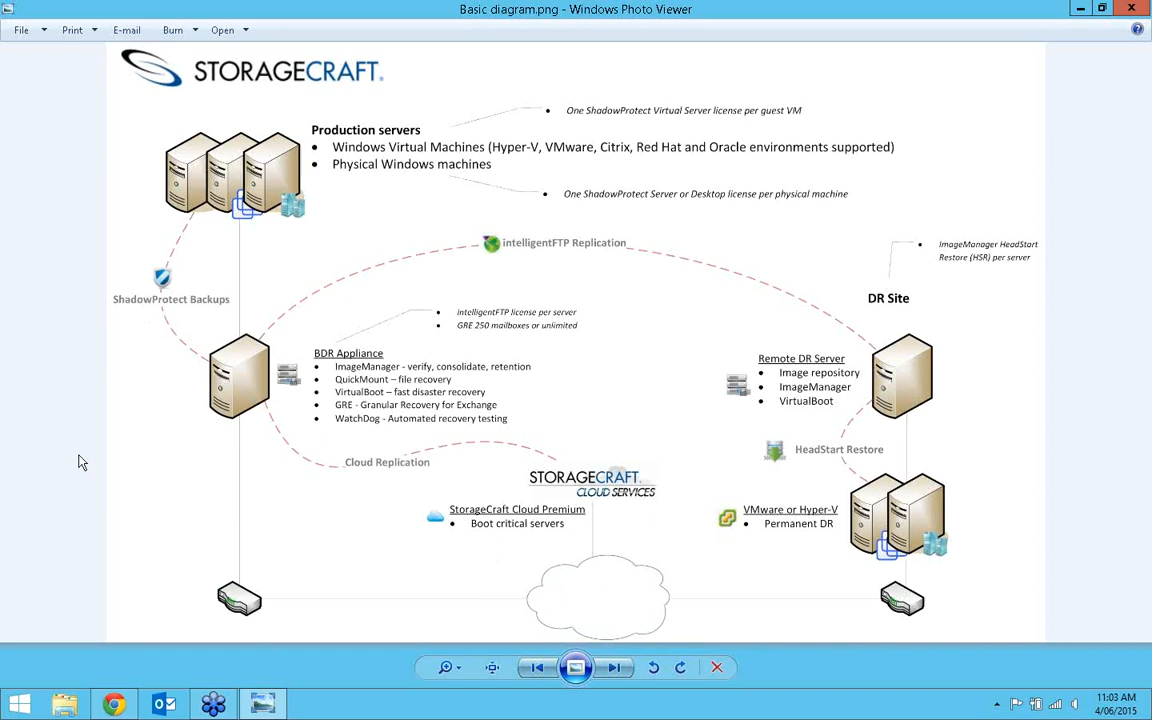 Basic diagram.png - Windows Photo Viewer
File Print E-mail Burn Open
STORAGECRAFT.
One ShadowProtect Virtual Server license per guest VM
Production servers
Windows Virtual Machines (Hyper-V, VMware, Citrix, Red Hat and Oracle environments supported)
Physical Windows machines
One ShadowProtect Server or Desktop license per physical machine
intelligentFTP Replication
ImageManager HeadStart
Restore (HSR) per server
ShadowProtect Backups
DR Site
intelligentFTP license per server
GRE 250 mailboxes or unlimited
BDR Appliance
ImageManager - verify, consolidate, retention
QuickMount – file recovery
VirtualBoot – fast disaster recovery
GRE - Granular Recovery for Exchange
WatchDog - Automated recovery testing
Remote DR Server
Image repository
ImageManager
VirtualBoot
Cloud Replication
HeadStart Restore
STORAGECRAFT.
CLOUD SERVICES
StorageCraft Cloud Premium
Boot critical servers
VMware or Hyper-V
Permanent DR
11:03 AM
4/06/2015